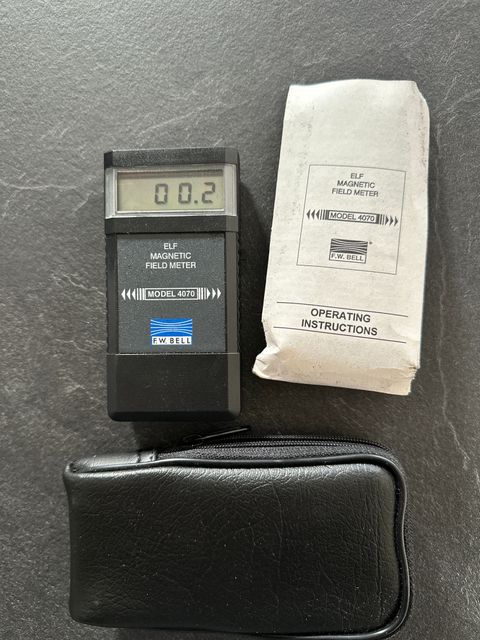 00.2
ELF
MAGNETIC
FIELD METER
MODEL 4070
F.W. BELL
ELF
MAGNETIC
FIELD METER
MODEL 4070
F.W. BELL
OPERATING
INSTRUCTIONS